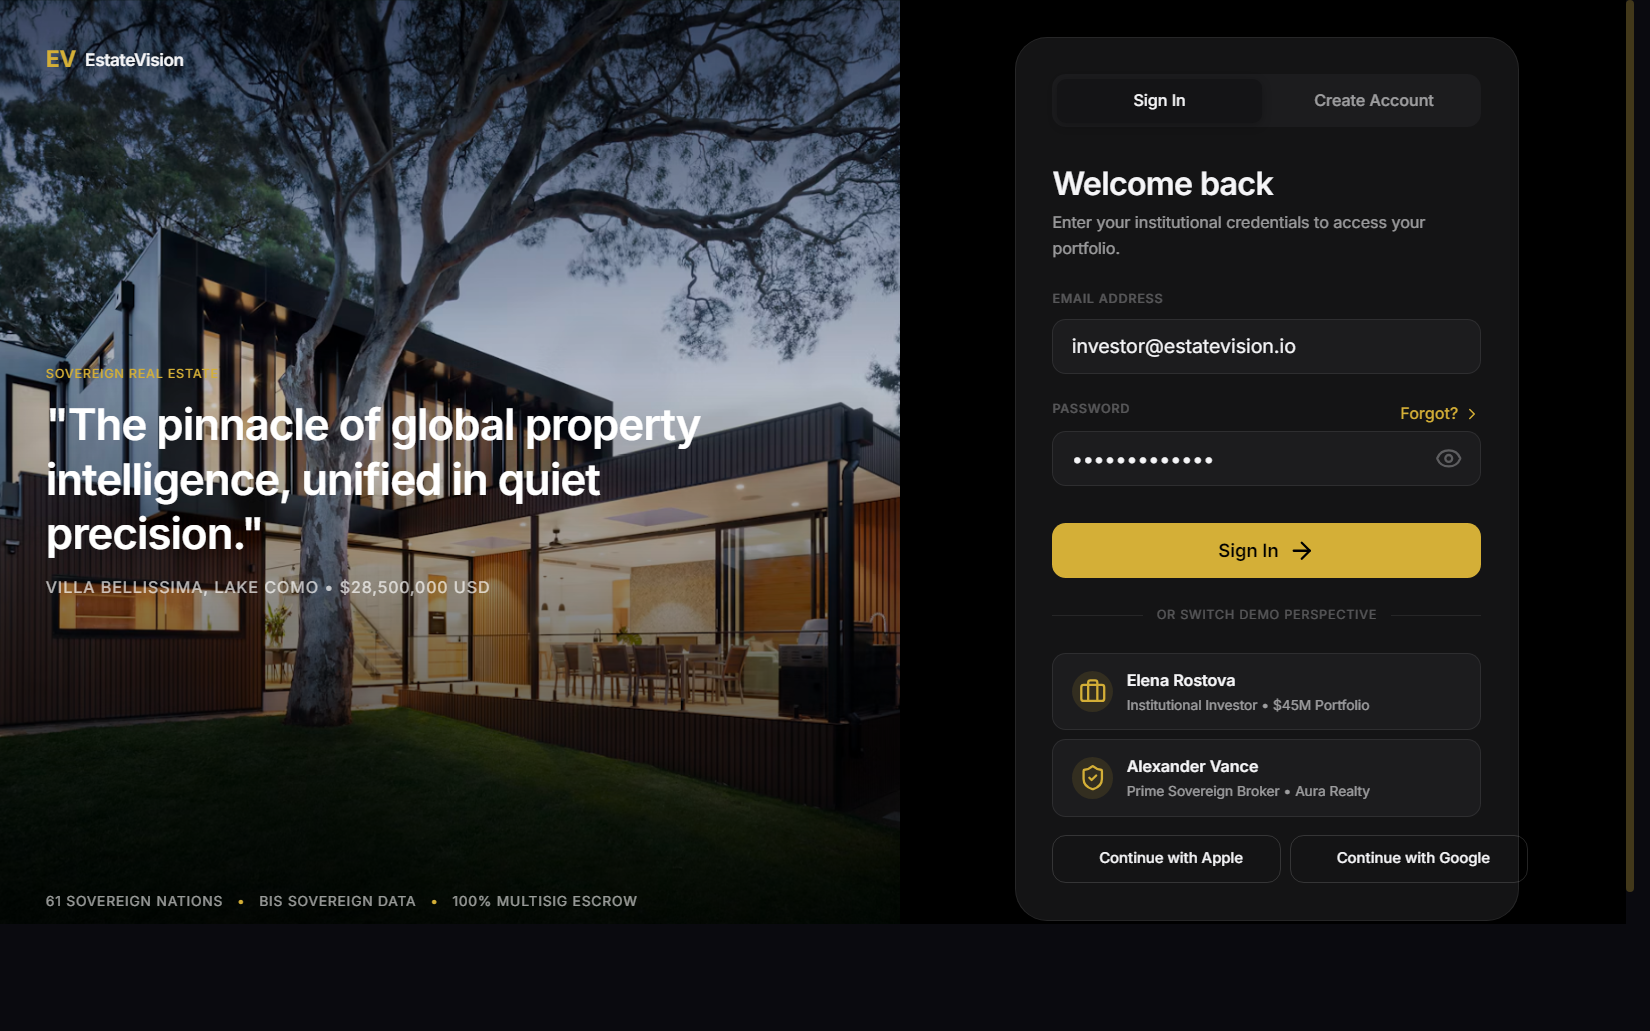 EV EstateVision
SOVEREIGN REAL ESTATE
"The pinnacle of global property
intelligence, unified in quiet
precision."
VILLA BELLISSIMA, LAKE COMO • $28,500,000 USD
61 SOVEREIGN NATIONS • BIS SOVEREIGN DATA • 100% MULTISIG ESCROW
Sign In
Create Account
Welcome back
Enter your institutional credentials to access your
portfolio.
EMAIL ADDRESS
investor@estatevision.io
PASSWORD
Forgot?
•••••••••••••
Sign In
OR SWITCH DEMO PERSPECTIVE
Elena Rostova
Institutional Investor • $45M Portfolio
Alexander Vance
Prime Sovereign Broker • Aura Realty
Continue with Apple
Continue with Google